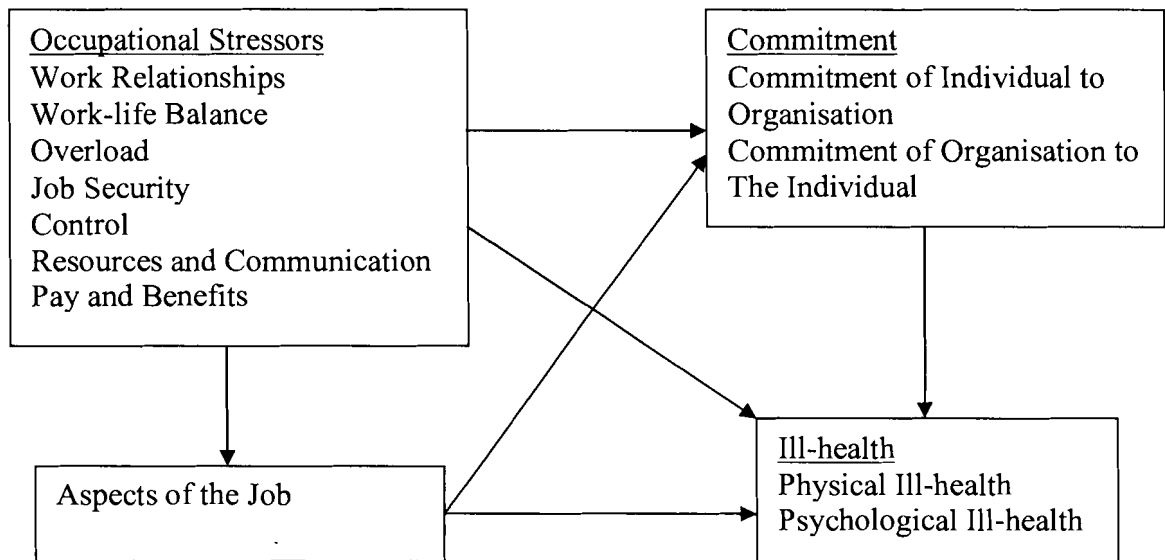 Occupational Stressors
Work Relationships
Work-life Balance
Overload
Job Security
Control
Resources and Communication
Pay and Benefits
Commitment
Commitment of Individual to
Organisation
Commitment of Organisation to
The Individual
Aspects of the Job
Ill-health
Physical Ill-health
Psychological Ill-health